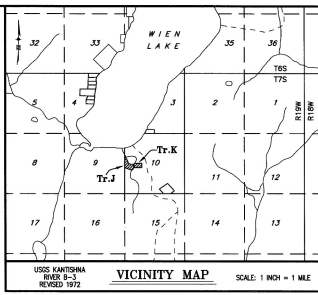 WIEN
LAKE
32
33
35
36
T6S
T7S
5
4
3
2
1
R19W
R18W
8
9
10
11
12
Tr.K
Tr.J
17
16
15
14
13
USGS KANTISHNA
RIVER B-3
REVISED 1972
VICINITY MAP
SCALE: 1 INCH = 1 MILE